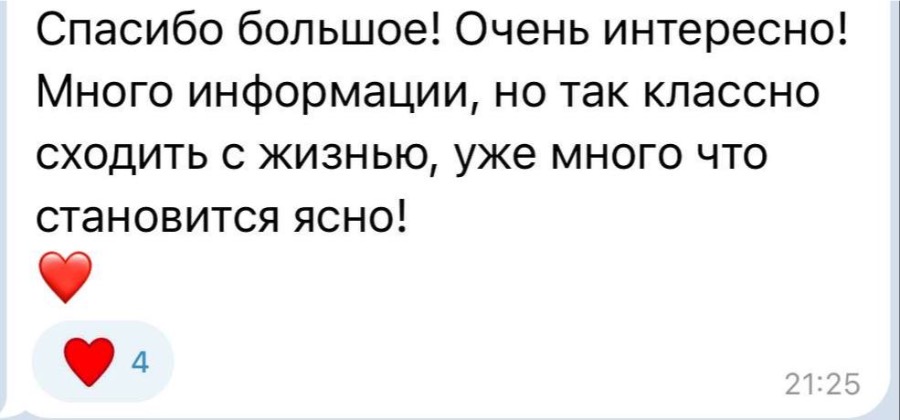 Спасибо большое! Очень интересно!
Много информации, но так классно
сходить с жизнью, уже много что
становится ясно!
❤️
❤️ 4
21:25